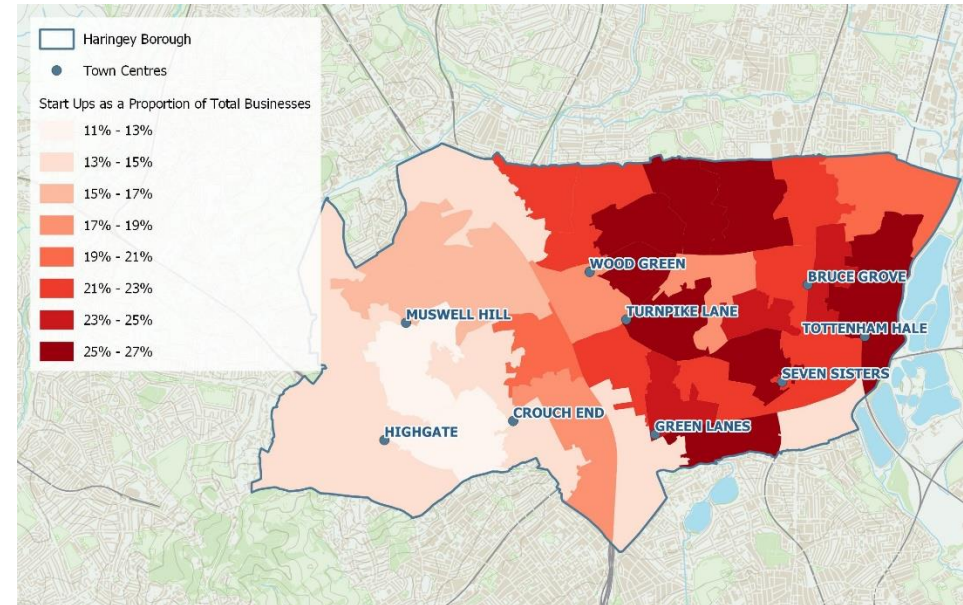 Haringey Borough
Town Centres
Start Ups as a Proportion of Total Businesses
11% - 13%
13% - 15%
15% - 17%
17% - 19%
19% - 21%
21% - 23%
23% - 25%
25% - 27%
WOOD GREEN
BRUCE GROVE
MUSWELL HILL
TURNPIKE LANE
TOTTENHAM HALE
SEVEN SISTERS
CROUCH END
HIGHGATE
GREEN LANES